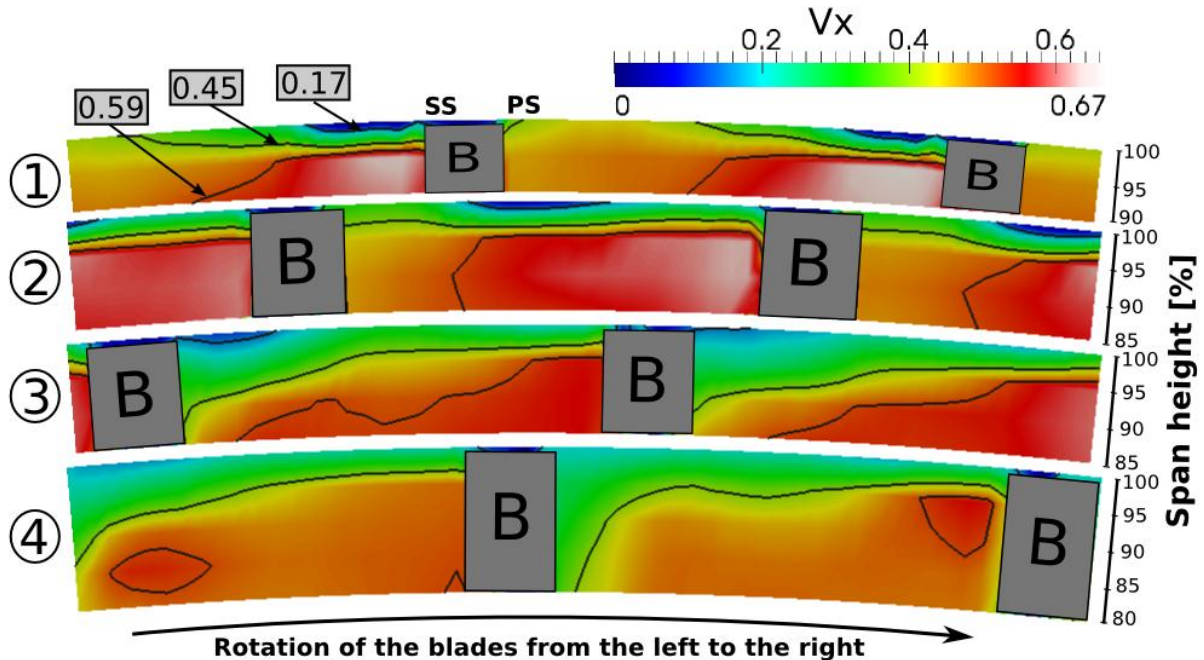 Vx
0.2 0.4 0.6
0 0.67
0.59 0.45 0.17 SS PS
① B B 100
95
90
② B B 100
95
90
85
③ B B 100
95
90
85
④ B B 100
95
90
85
80
Span height [%]
Rotation of the blades from the left to the right